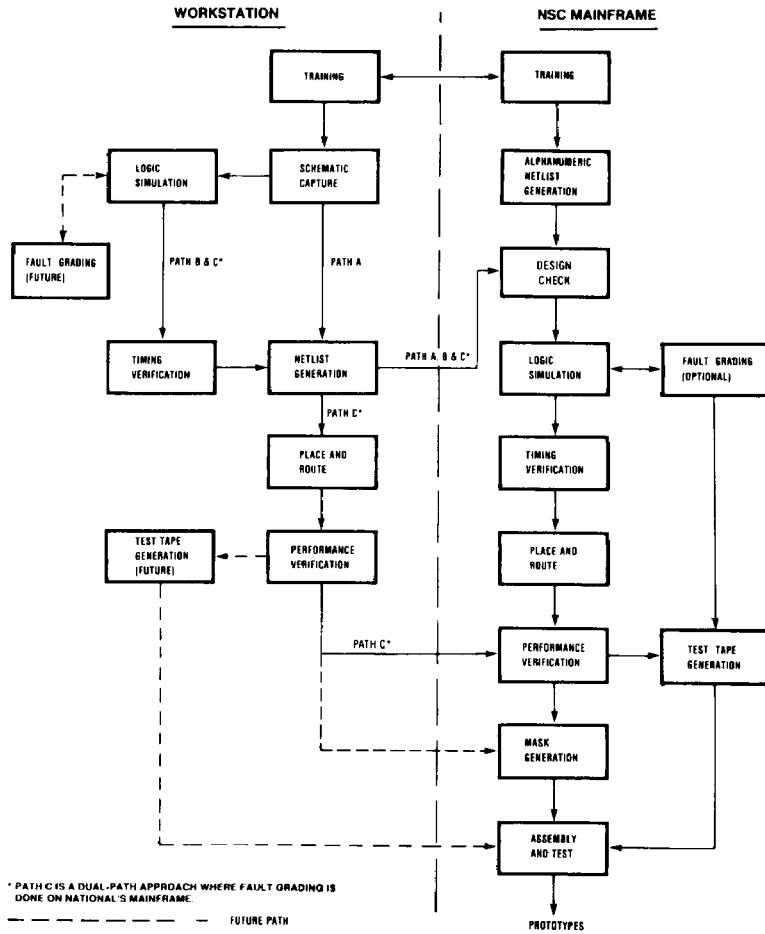 WORKSTATION
NSC MAINFRAME
TRAINING
TRAINING
LOGIC
SIMULATION
SCHEMATIC
CAPTURE
ALPHANUMERIC
NETLIST
GENERATION
FAULT GRADING
(FUTURE)
PATH B & C*
PATH A
DESIGN
CHECK
TIMING
VERIFICATION
NETLIST
GENERATION
PATH A, B & C*
LOGIC
SIMULATION
FAULT GRADING
(OPTIONAL)
PATH C*
PLACE AND
ROUTE
TIMING
VERIFICATION
TEST TAPE
GENERATION
(FUTURE)
PERFORMANCE
VERIFICATION
PLACE AND
ROUTE
PATH C*
PERFORMANCE
VERIFICATION
TEST TAPE
GENERATION
MASK
GENERATION
ASSEMBLY
AND TEST
* PATH C IS A DUAL-PATH APPROACH WHERE FAULT GRADING IS
DONE ON NATIONAL'S MAINFRAME.
FUTURE PATH
PROTOTYPES